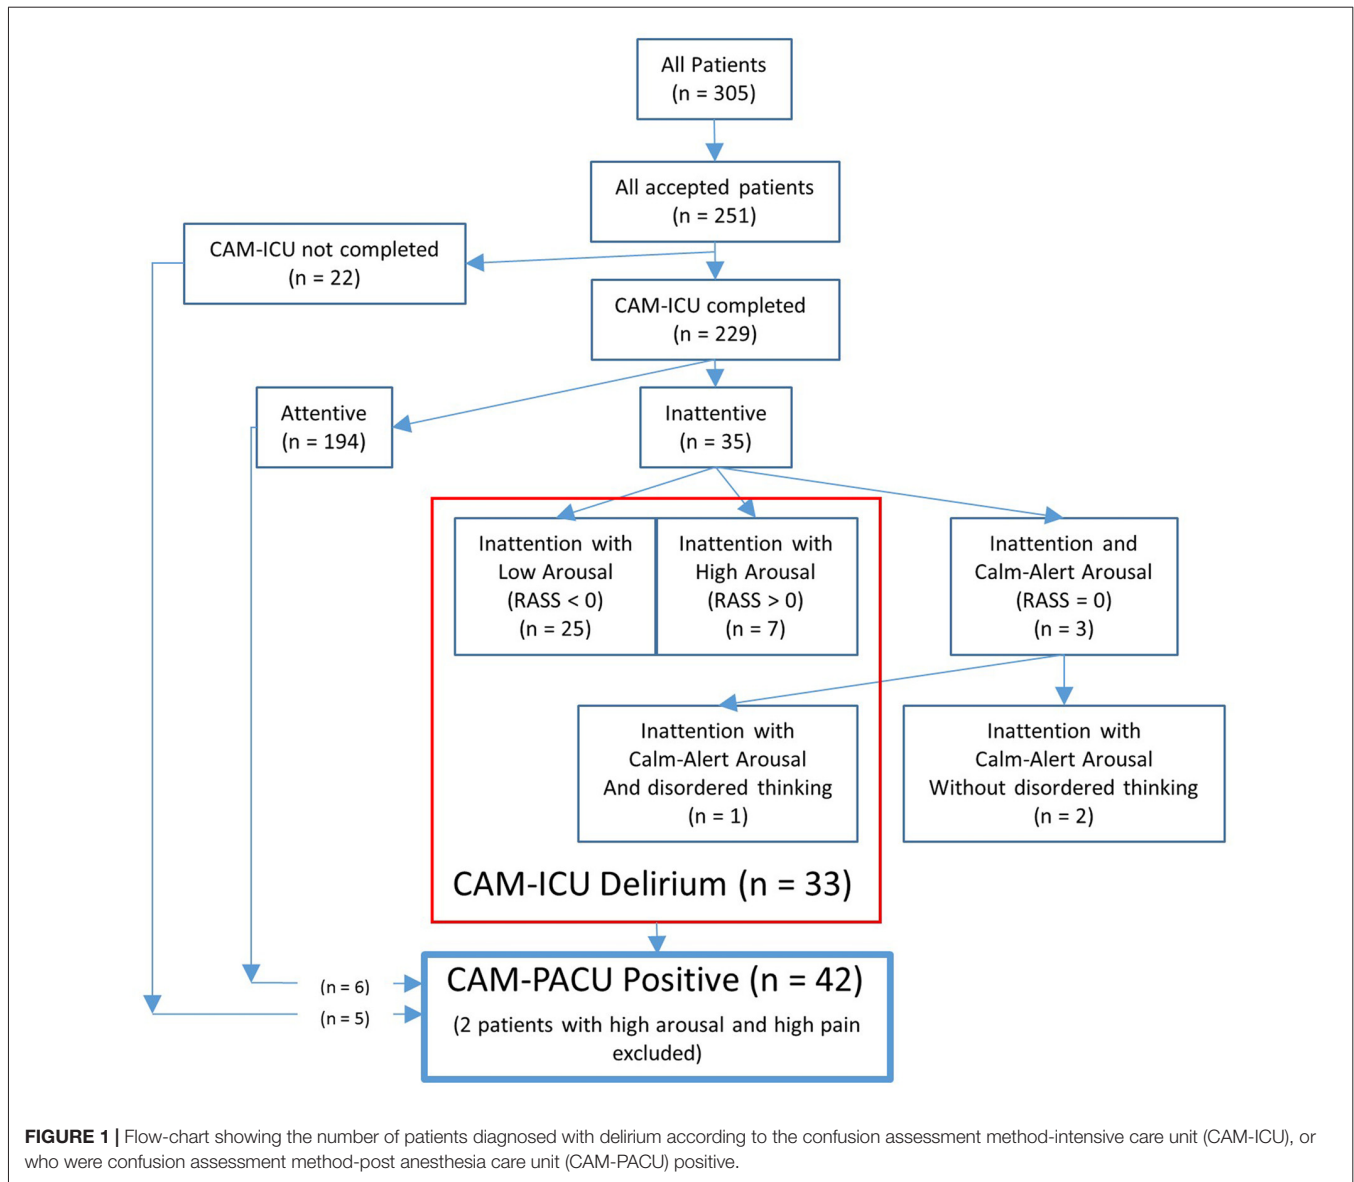 All Patients
(n = 305)
All accepted patients
(n = 251)
CAM-ICU not completed
(n = 22)
CAM-ICU completed
(n = 229)
Attentive
(n = 194)
Inattentive
(n = 35)
Inattention with
Low Arousal
(RASS < 0)
(n = 25)
Inattention with
High Arousal
(RASS > 0)
(n = 7)
Inattention and
Calm-Alert Arousal
(RASS = 0)
(n = 3)
Inattention with
Calm-Alert Arousal
And disordered thinking
(n = 1)
Inattention with
Calm-Alert Arousal
Without disordered thinking
(n = 2)
CAM-ICU Delirium (n = 33)
(n = 6)
(n = 5)
CAM-PACU Positive (n = 42)
(2 patients with high arousal and high pain
excluded)
FIGURE 1 | Flow-chart showing the number of patients diagnosed with delirium according to the confusion assessment method-intensive care unit (CAM-ICU), or
who were confusion assessment method-post anesthesia care unit (CAM-PACU) positive.